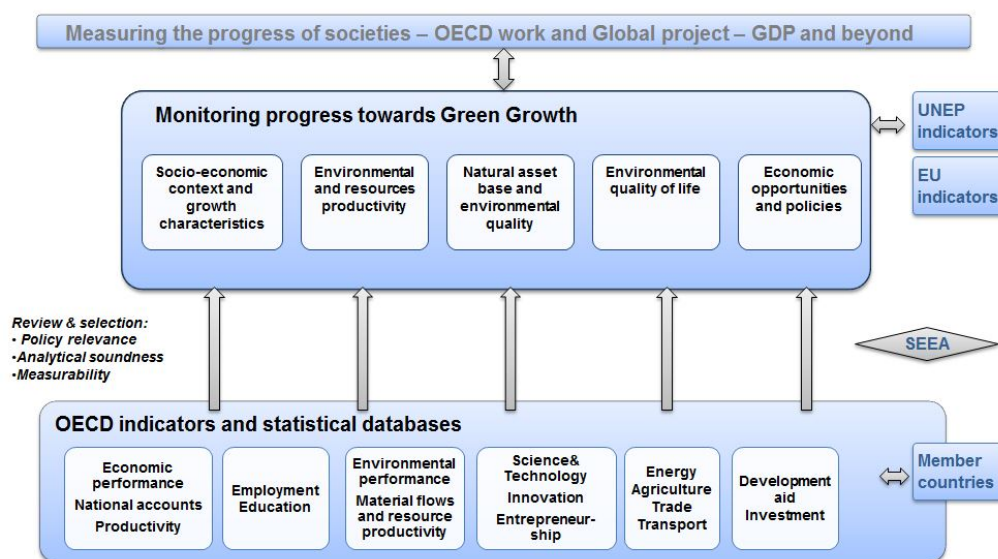 Measuring the progress of societies – OECD work and Global project – GDP and beyond
Monitoring progress towards Green Growth
Socio-economic
context and
growth
characteristics
Environmental
and resources
productivity
Natural asset
base and
environmental
quality
Environmental
quality of life
Economic
opportunities
and policies
UNEP
indicators
EU
indicators
Review & selection:
• Policy relevance
•Analytical soundness
•Measurability
SEEA
OECD indicators and statistical databases
Economic
performance
National accounts
Productivity
Employment
Education
Environmental
performance
Material flows
and resource
productivity
Science&
Technology
Innovation
Entrepreneur-
ship
Energy
Agriculture
Trade
Transport
Development
aid
Investment
Member
countries